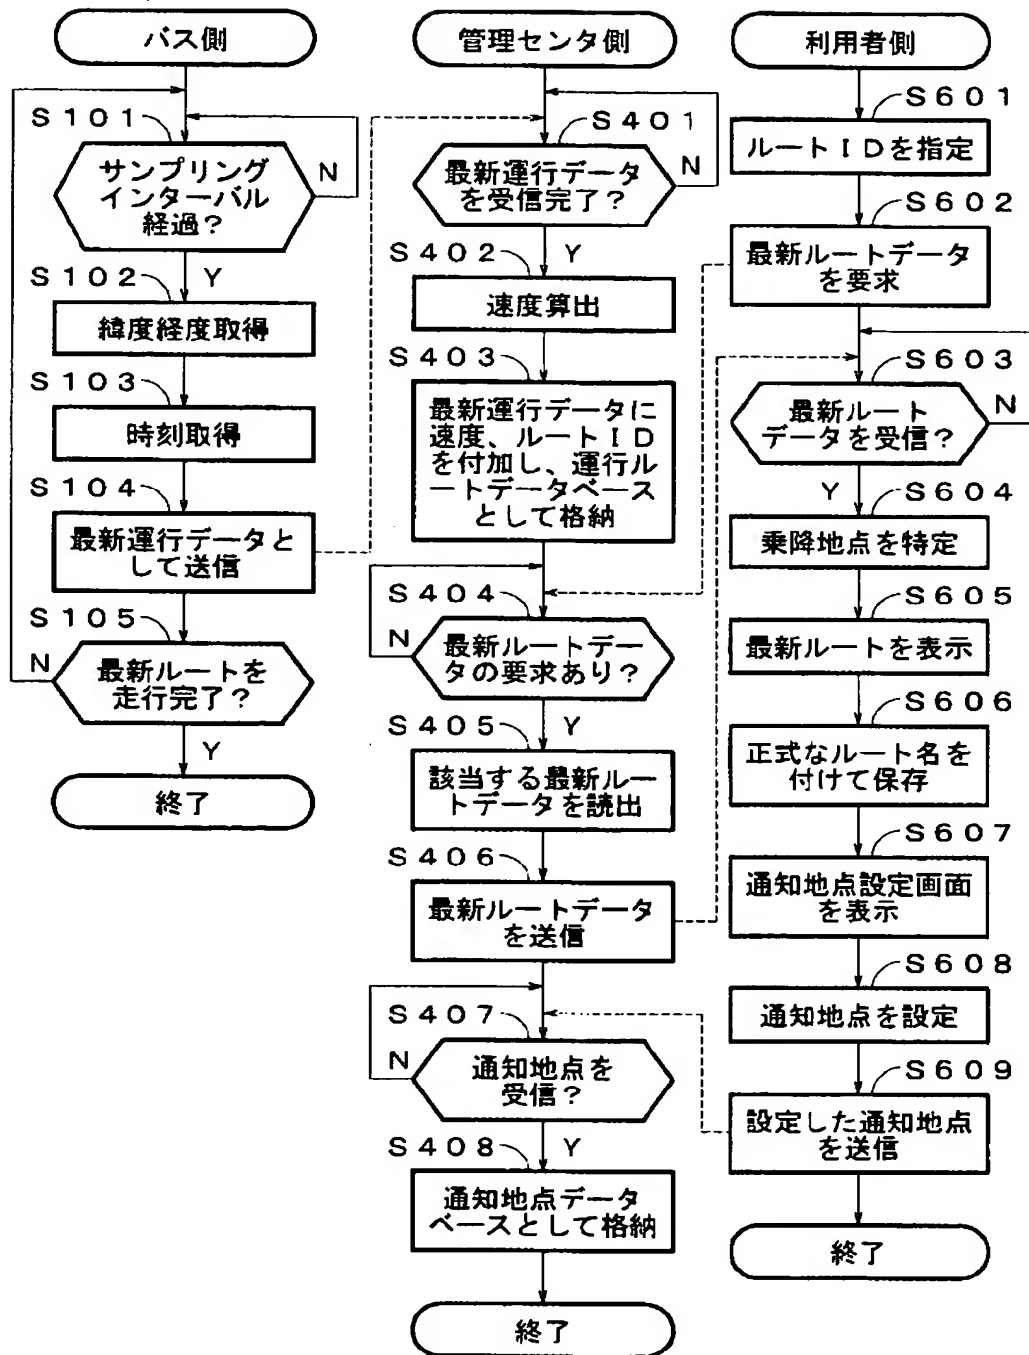 バス側
S101
サンプリング
インターバル
経過?
N
Y
S102
緯度経度取得
S103
時刻取得
S104
最新運行データと
して送信
S105
N
最新ルートを
走行完了?
Y
終了
管理センタ側
S401
最新運行データ
を受信完了?
N
S402
Y
速度算出
S403
最新運行データに
速度、ルートID
を付加し、運行ルー
トデータベース
として格納
S404
N
最新ルートデー
タの要求あり?
S405
Y
該当する最新ルー
トデータを読出
S406
最新ルートデータ
を送信
S407
N
通知地点を
受信?
S408
Y
通知地点データ
ベースとして格納
終了
利用者側
S601
ルートIDを指定
S602
最新ルートデータ
を要求
S603
最新ルート
データを受信?
N
Y
S604
乗降地点を特定
S605
最新ルートを表示
S606
正式なルート名を
付けて保存
S607
通知地点設定画面
を表示
S608
通知地点を設定
S609
設定した通知地点
を送信
終了